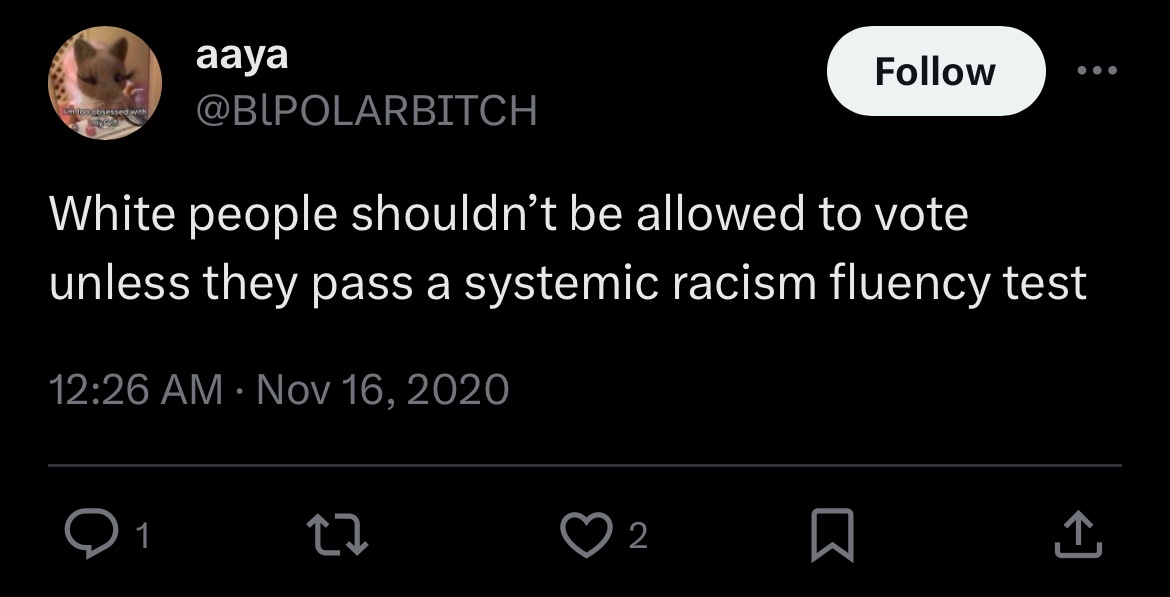 aaya
@BlPOLARBITCH
Follow
I'm too obsessed with
myself
White people shouldn’t be allowed to vote
unless they pass a systemic racism fluency test
12:26 AM · Nov 16, 2020
1
2